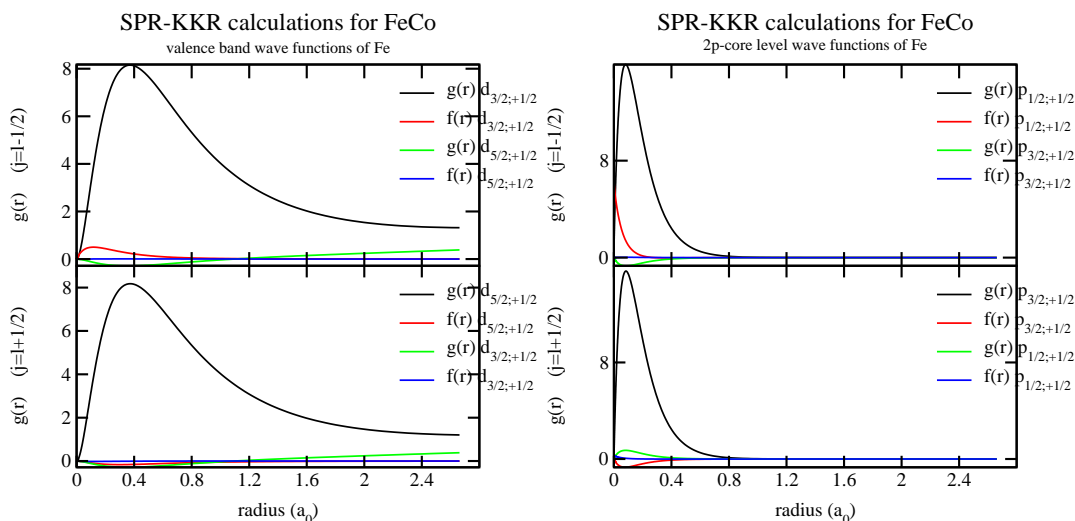 SPR-KKR calculations for FeCo
valence band wave functions of Fe
g(r) (j=l-1/2)
8
6
4
2
0
g(r) d3/2;+1/2
f(r) d3/2;+1/2
g(r) d5/2;+1/2
f(r) d5/2;+1/2
g(r) (j=l+1/2)
8
6
4
2
0
g(r) d5/2;+1/2
f(r) d5/2;+1/2
g(r) d3/2;+1/2
f(r) d3/2;+1/2
0 0.4 0.8 1.2 1.6 2 2.4
radius (a0)
SPR-KKR calculations for FeCo
2p-core level wave functions of Fe
g(r) (j=l-1/2)
8
0
g(r) p1/2;+1/2
f(r) p1/2;+1/2
g(r) p3/2;+1/2
f(r) p3/2;+1/2
g(r) (j=l+1/2)
8
0
g(r) p3/2;+1/2
f(r) p3/2;+1/2
g(r) p1/2;+1/2
f(r) p1/2;+1/2
0 0.4 0.8 1.2 1.6 2 2.4
radius (a0)